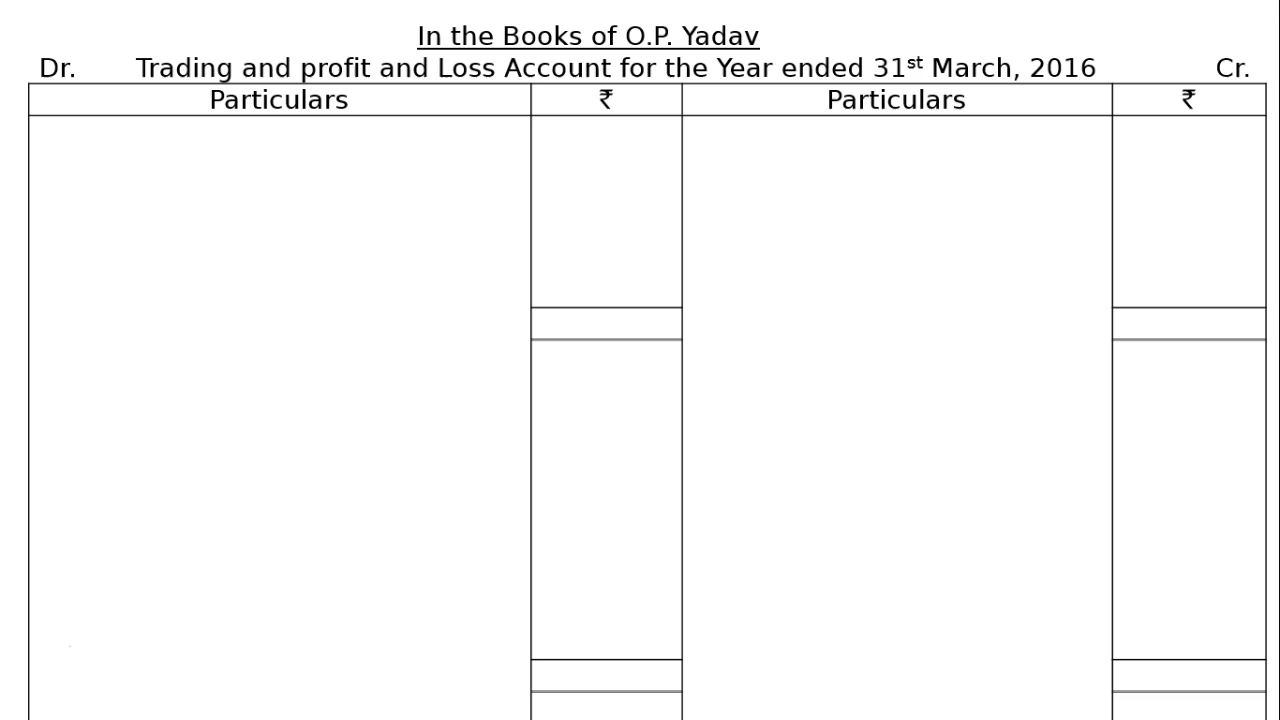 In the Books of O.P. Yadav
Dr. Trading and profit and Loss Account for the Year ended 31st March, 2016 Cr.
Particulars ₹ Particulars ₹